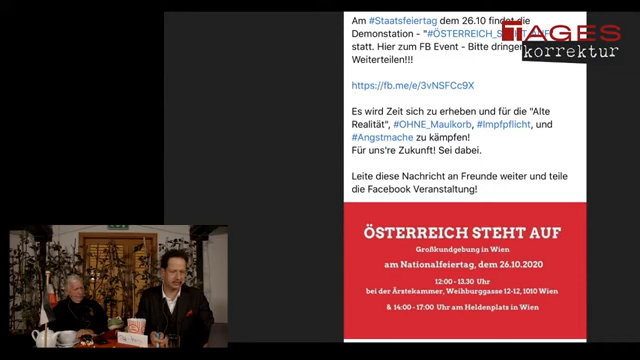 Am #Staatsfeiertag dem 26.10 findet die
Demonstation - "#ÖSTERREICH_STEHT_AUF"
statt. Hier zum FB Event - Bitte dringend
Weiterteilen!!!
https://fb.me/e/3vNSFCc9X
Es wird Zeit sich zu erheben und für die "Alte
Realität", #OHNE_Maulkorb, #Impfpflicht, und
#Angstmache zu kämpfen!
Für uns're Zukunft! Sei dabei.
Leite diese Nachricht an Freunde weiter und teile
die Facebook Veranstaltung!
TAGES
korrektur
ÖSTERREICH STEHT AUF
Großkundgebung in Wien
am Nationalfeiertag, dem 26.10.2020
12:00 - 13.30 Uhr
bei der Ärztekammer, Weihburggasse 12-12, 1010 Wien
& 14:00 - 17:00 Uhr am Heldenplatz in Wien